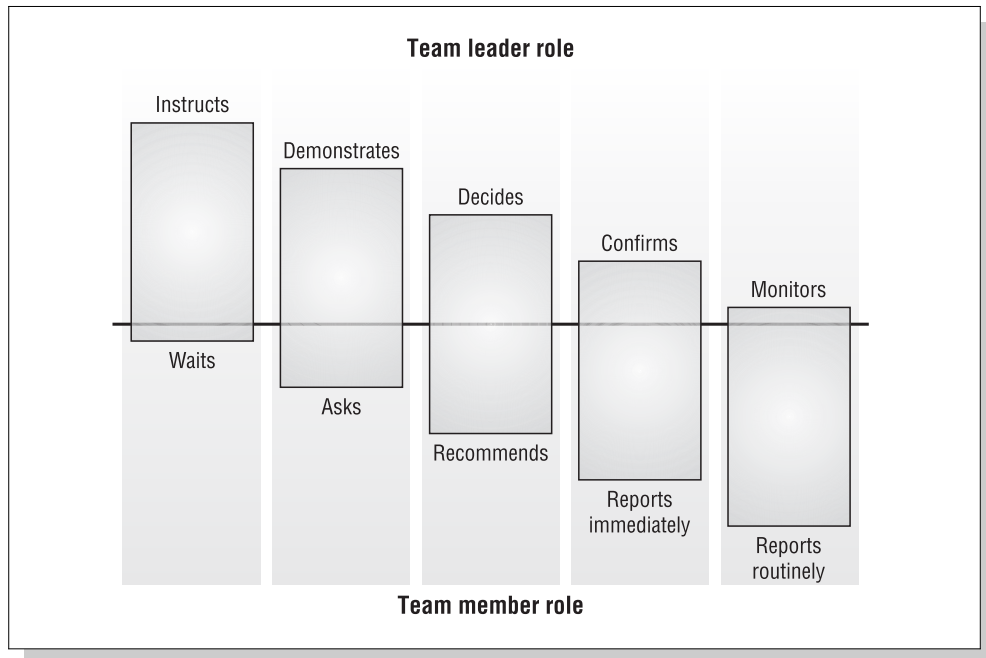 Team leader role
Instructs
Demonstrates
Decides
Confirms
Monitors
Waits
Asks
Recommends
Reports
immediately
Reports
routinely
Team member role